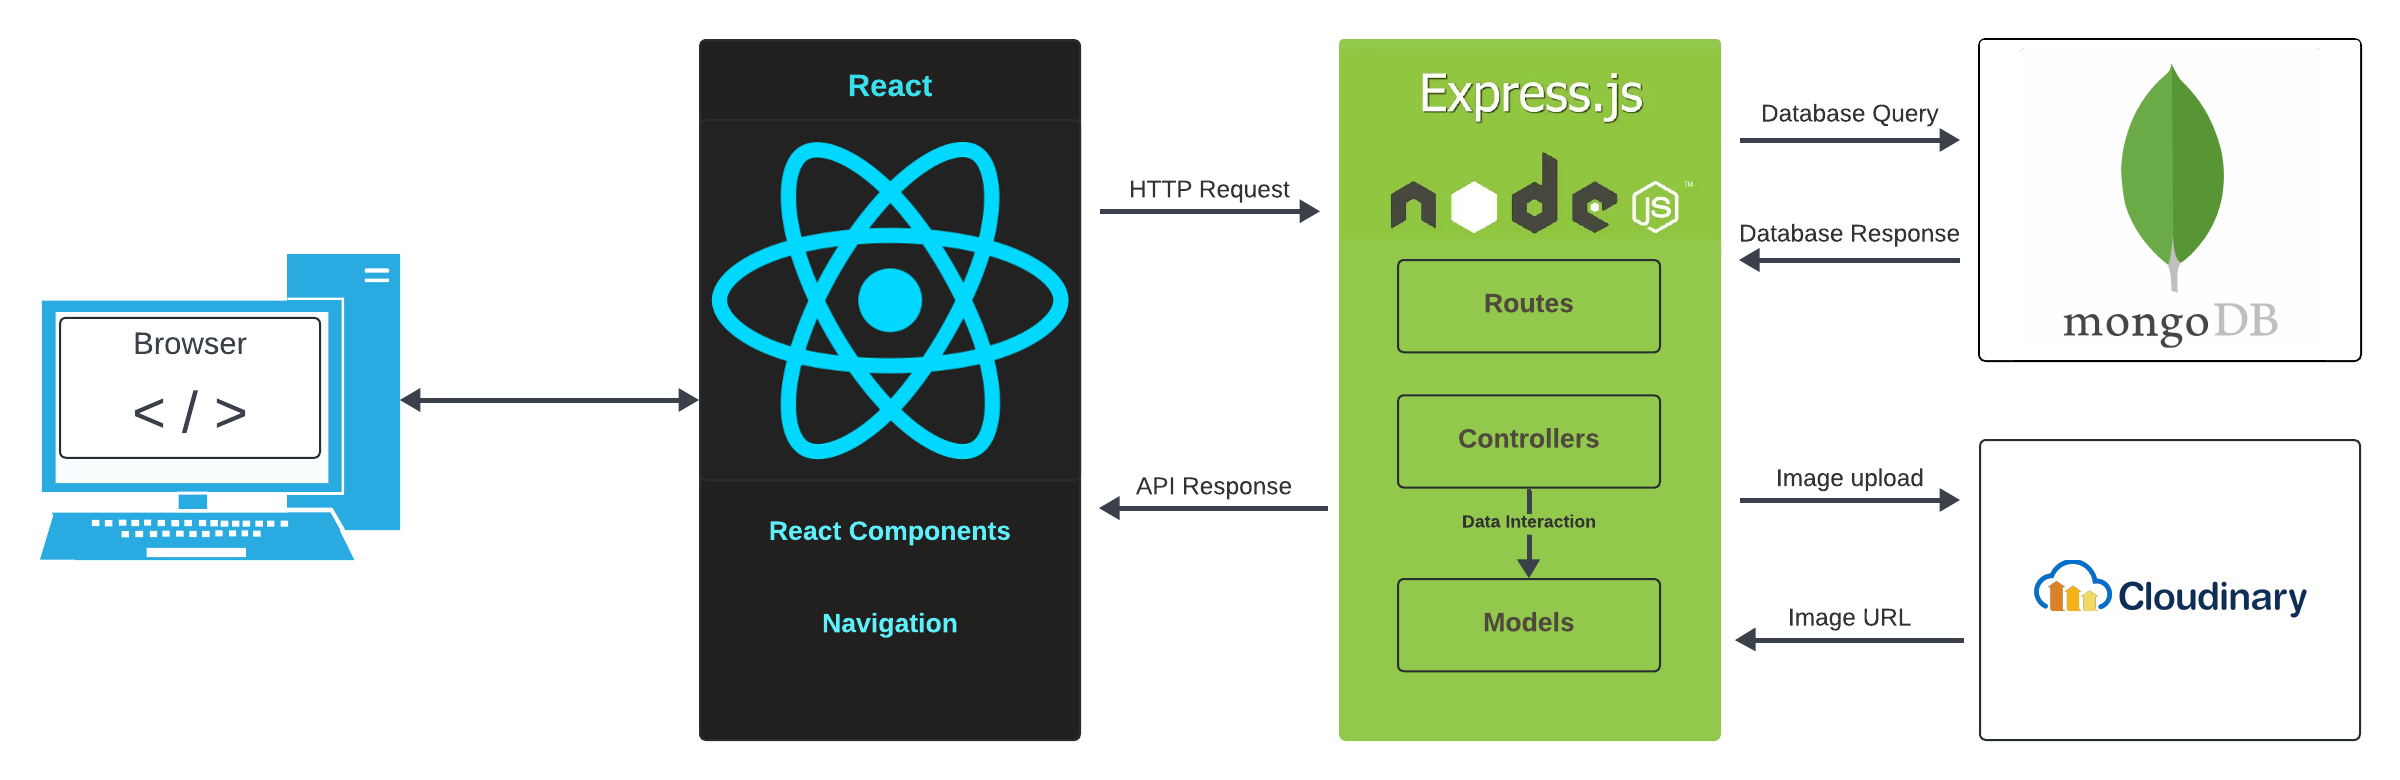 Browser
< / >
React
React Components
Navigation
HTTP Request
API Response
Express.js
node JS ™
Routes
Controllers
Data Interaction
Models
Database Query
Database Response
mongoDB
Image upload
Image URL
Cloudinary